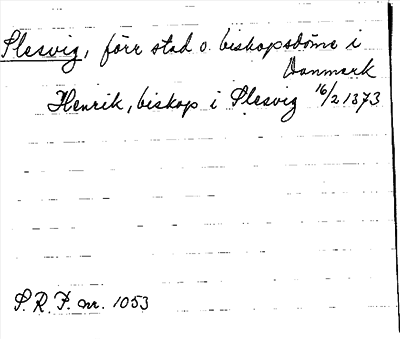 Slesvig, förr stad o. biskopsdöme i
Danmark
Henrik, biskop i Slesvig 16/2 1373
S.R.P. nr. 1053